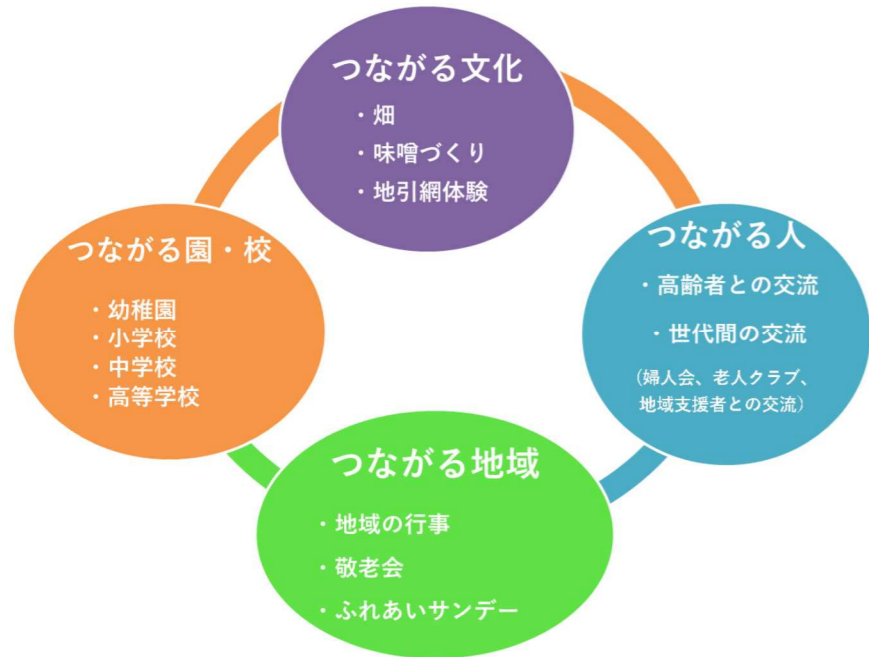 つながる文化
・畑
・味噌づくり
・地引網体験
つながる園・校
・幼稚園
・小学校
・中学校
・高等学校
つながる人
・高齢者との交流
・世代間の交流
(婦人会、老人クラブ、
地域支援者との交流)
つながる地域
・地域の行事
・敬老会
・ふれあいサンデー